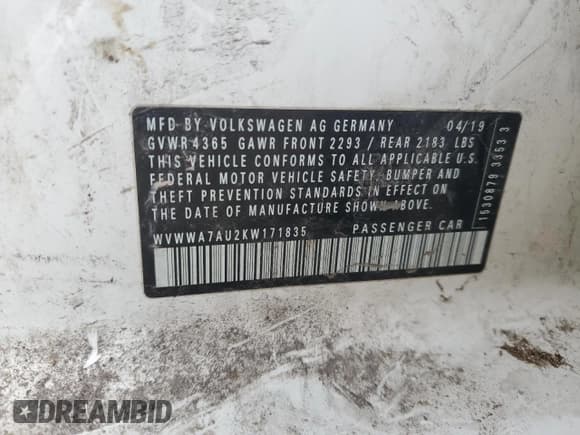 MFD BY VOLKSWAGEN AG GERMANY 04/19
GVWR 4365 GAWR FRONT 2293 / REAR 2183 LBS
THIS VEHICLE CONFORMS TO ALL APPLICABLE U.S.
FEDERAL MOTOR VEHICLE SAFETY, BUMPER AND
THEFT PREVENTION STANDARDS IN EFFECT ON
THE DATE OF MANUFACTURE SHOWN ABOVE.
WVWWA7AU2KW171835 PASSENGER CAR
1530879 3353 3
DREAMBID